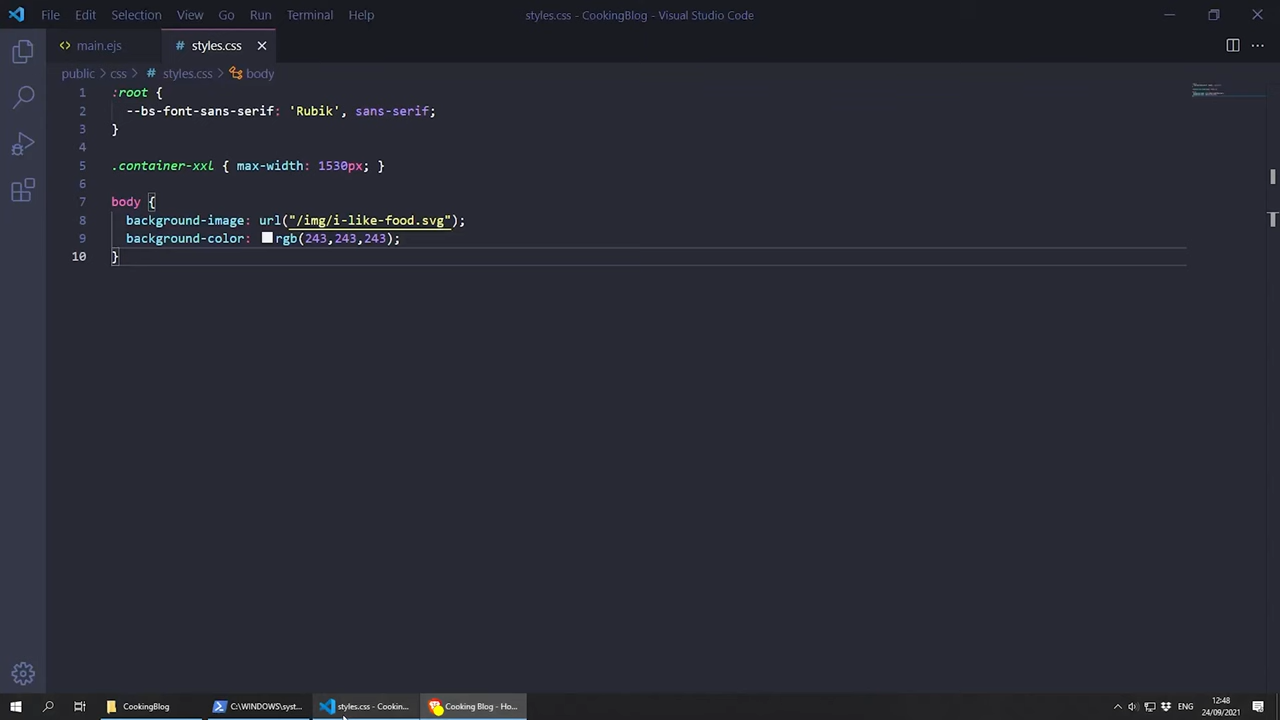 File Edit Selection View Go Run Terminal Help styles.css - CookingBlog - Visual Studio Code
<> main.ejs # styles.css
public > css > # styles.css > body
1 :root {
2 --bs-font-sans-serif: 'Rubik', sans-serif;
3 }
4
5 .container-xxl { max-width: 1530px; }
6
7 body {
8 background-image: url("/img/i-like-food.svg");
9 background-color: rgb(243,243,243);
10 }
CookingBlog C:\WINDOWS\syst... styles.css - Cookin... Cooking Blog - Ho... ENG 12:48
24/09/2021